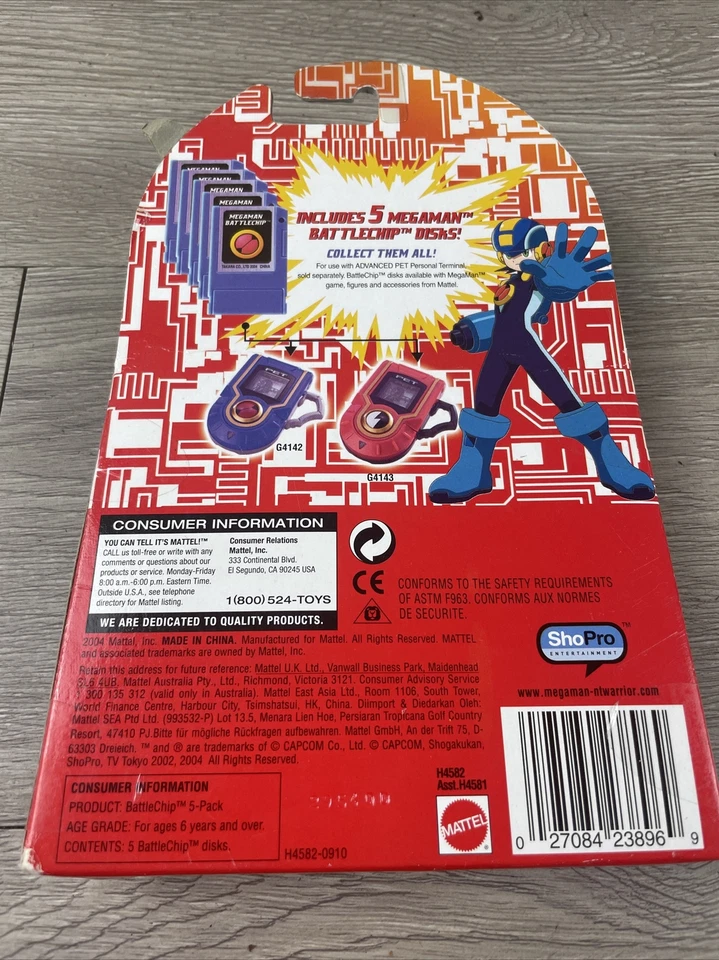 MEGAMAN
MEGAMAN
MEGAMAN
MEGAMAN
MEGAMAN
BATTLECHIP
TAKARA CO., LTD 2004 CHINA
INCLUDES 5 MEGAMAN™
BATTLECHIP™ DISKS!
COLLECT THEM ALL!
For use with ADVANCED PET Personal Terminal,
sold separately. BattleChip™ disks available with MegaMan™
game, figures and accessories from Mattel.
PET
PET
G4142
G4143
CONSUMER INFORMATION
YOU CAN TELL IT'S MATTEL!™
CALL us toll-free or write with any
comments or questions about our
products or service. Monday-Friday
8:00 a.m.-6:00 p.m. Eastern Time.
Outside U.S.A., see telephone
directory for Mattel listing.
Consumer Relations
Mattel, Inc.
333 Continental Blvd.
El Segundo, CA 90245 USA
1(800) 524-TOYS
WE ARE DEDICATED TO QUALITY PRODUCTS.
CE
CONFORMS TO THE SAFETY REQUIREMENTS
OF ASTM F963. CONFORMS AUX NORMES
DE SECURITE.
ShoPro™
ENTERTAINMENT
www.megaman-ntwarrior.com
2004 Mattel, Inc. MADE IN CHINA. Manufactured for Mattel. All Rights Reserved. MATTEL
and associated trademarks are owned by Mattel, Inc.
Retain this address for future reference: Mattel U.K. Ltd., Vanwall Business Park, Maidenhead
SL6 4UB. Mattel Australia Pty., Ltd., Richmond, Victoria 3121. Consumer Advisory Service
1 300 135 312 (valid only in Australia). Mattel East Asia Ltd., Room 1106, South Tower,
World Finance Centre, Harbour City, Tsimshatsui, HK, China. Diimport & Diedarkan Oleh:
Mattel SEA Ptd Ltd. (993532-P) Lot 13.5, Menara Lien Hoe, Persiaran Tropicana Golf Country
Resort, 47410 PJ.Bitte für mögliche Rückfragen aufbewahren. Mattel GmbH, An der Trift 75, D-
63303 Dreieich. ™ and ® are trademarks of © CAPCOM Co., Ltd. © CAPCOM, Shogakukan,
ShoPro, TV Tokyo 2002, 2004 All Rights Reserved.
CONSUMER INFORMATION
PRODUCT: BattleChip™ 5-Pack
AGE GRADE: For ages 6 years and over.
CONTENTS: 5 BattleChip™ disks.
H4582-0910
H4582
Asst.H4581
MATTEL
0 27084 23896 9